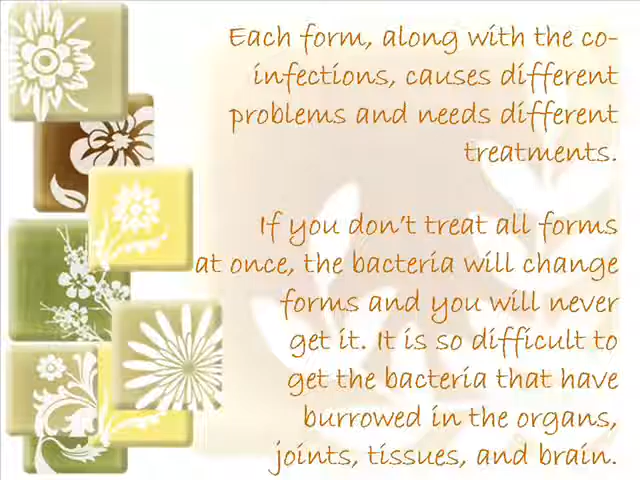 Each form, along with the co-
infections, causes different
problems and needs different
treatments.
If you don't treat all forms
at once, the bacteria will change
forms and you will never
get it. It is so difficult to
get the bacteria that have
burrowed in the organs,
joints, tissues, and brain.